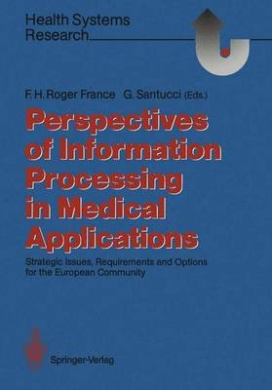 Health Systems
Research
F. H. Roger France    G. Santucci (Eds.)
Perspectives
of Information
Processing
in Medical
Applications
Strategic Issues, Requirements and Options
for the European Community
Springer-Verlag